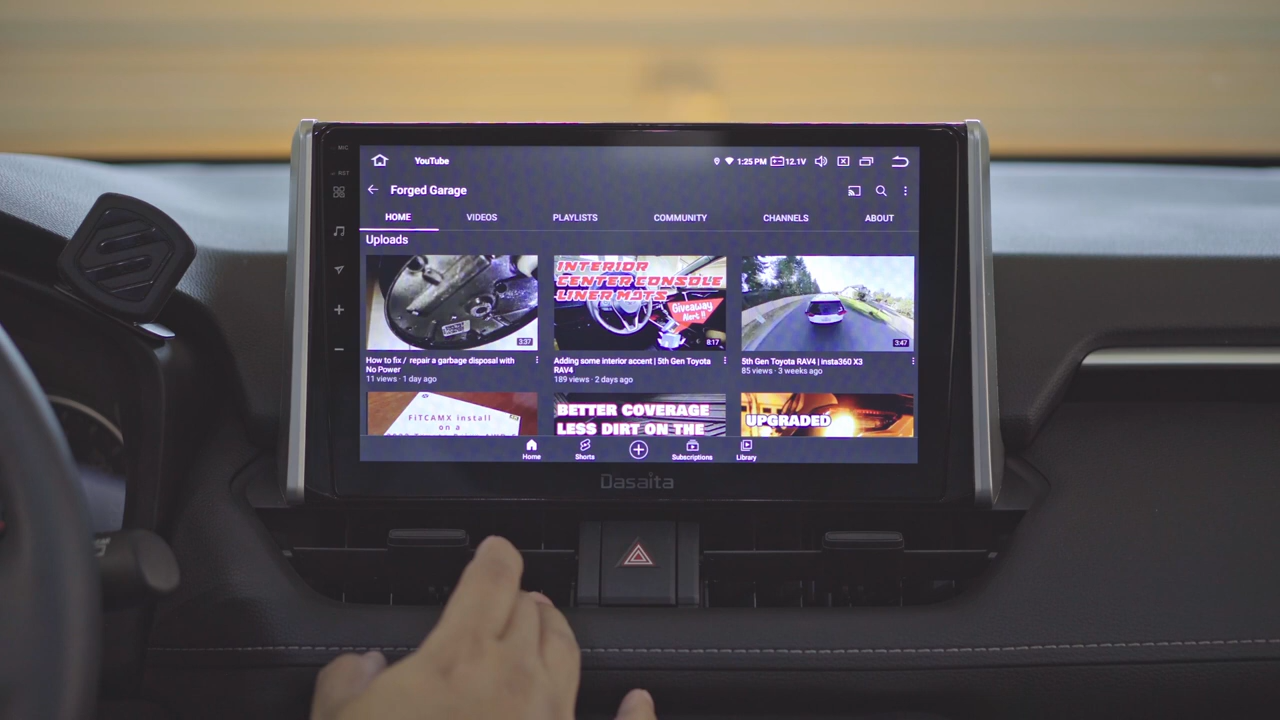 MIC
RST
YouTube
1:25 PM 12.1V
Forged Garage
HOME VIDEOS PLAYLISTS COMMUNITY CHANNELS ABOUT
Uploads
INTERIOR
CENTER CONSOLE
LINER MATS
Giveaway
Alert !!
3:37
8:17
3:47
How to fix / repair a garbage disposal with
No Power
11 views · 1 day ago
Adding some interior accent | 5th Gen Toyota
RAV4
189 views · 2 days ago
5th Gen Toyota RAV4 | insta360 X3
85 views · 3 weeks ago
FiTCAMX install
on a
BETTER COVERAGE
LESS DIRT ON THE
UPGRADED
Home Shorts Subscriptions Library
Dasaita